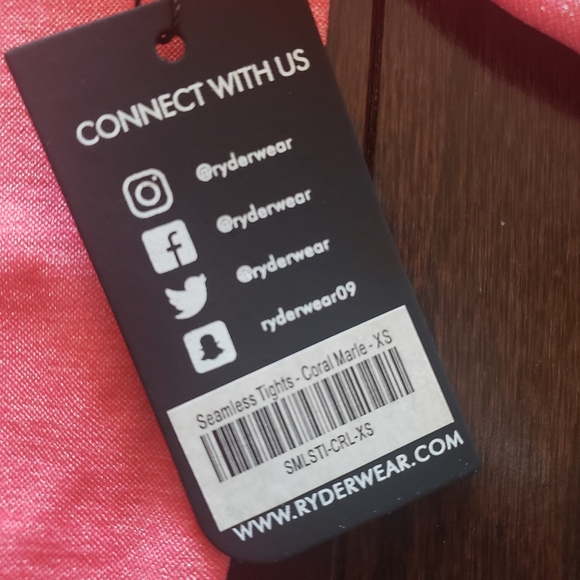 CONNECT WITH US
@ryderwear
@ryderwear
@ryderwear
ryderwear09
Seamless Tights - Coral Marle - XS
SMLSTI-CRL-XS
WWW.RYDERWEAR.COM